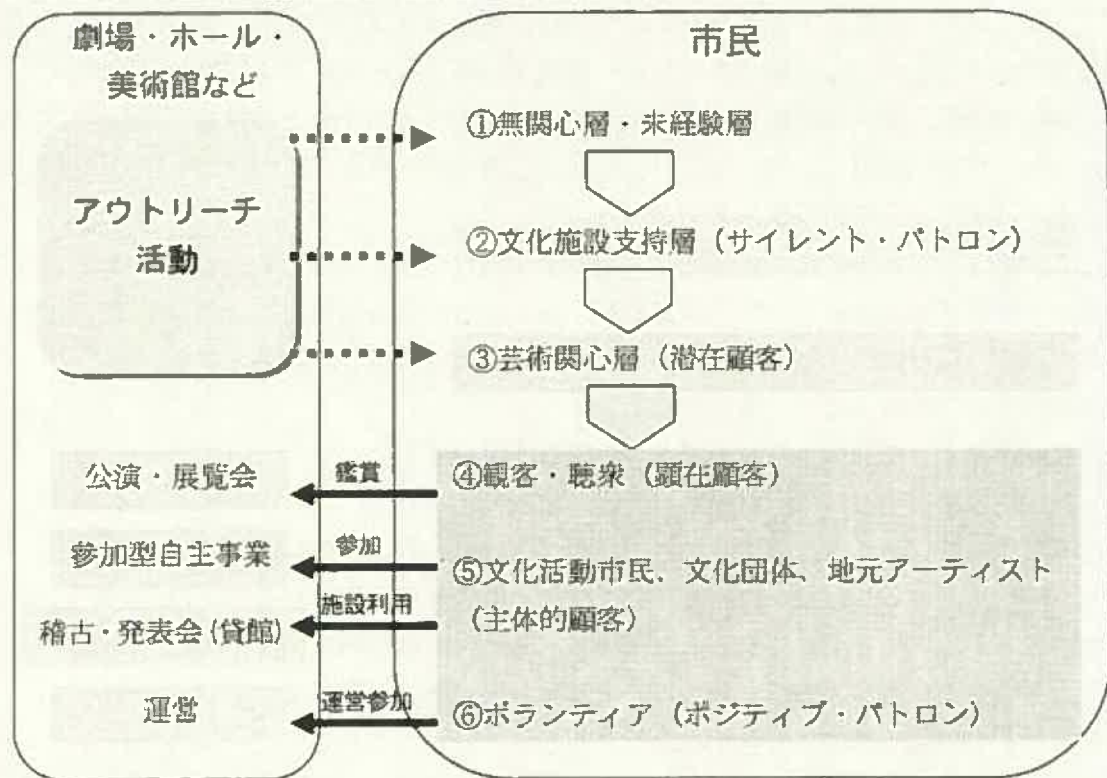 劇場・ホール・
美術館など
アウトリーチ
活動
公演・展覧会
参加型自主事業
稽古・発表会(貸館)
運営
鑑賞
参加
施設利用
運営参加
市民
①無関心層・未経験層
②文化施設支持層(サイレント・パトロン)
③芸術関心層(潜在顧客)
④観客・聴衆(顕在顧客)
⑤文化活動市民、文化団体、地元アーティスト
(主体的顧客)
⑥ボランティア(ポジティブ・パトロン)